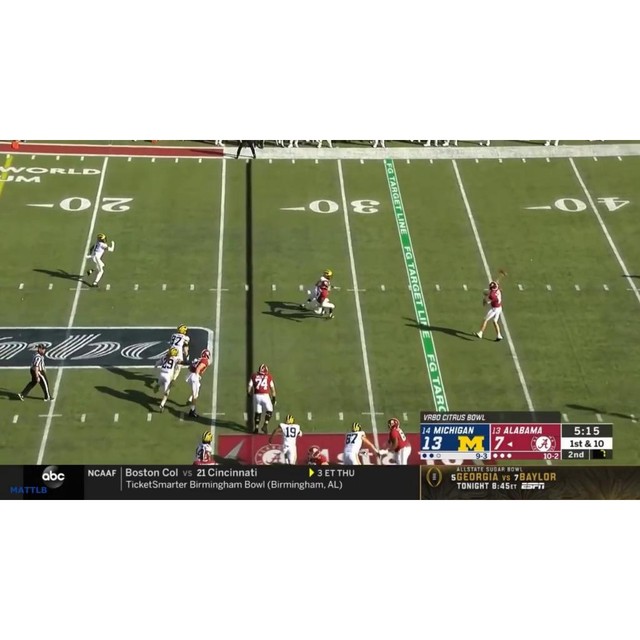 WORLD
UM
20
30
40
FG TARGET LINE
FG TARGET LINE
FG TARG
74
97
19
67
VRBO CITRUS BOWL
14 MICHIGAN 13 M 9-3
13 ALABAMA 7 A 10-2
5:15
1st & 10
2nd
abc
MATTLB
NCAAF Boston Col vs 21 Cincinnati 3 ET THU
TicketSmarter Birmingham Bowl (Birmingham, AL)
ALLSTATE SUGAR BOWL
5 GEORGIA vs 7 BAYLOR
TONIGHT 8:45 ET ESPN